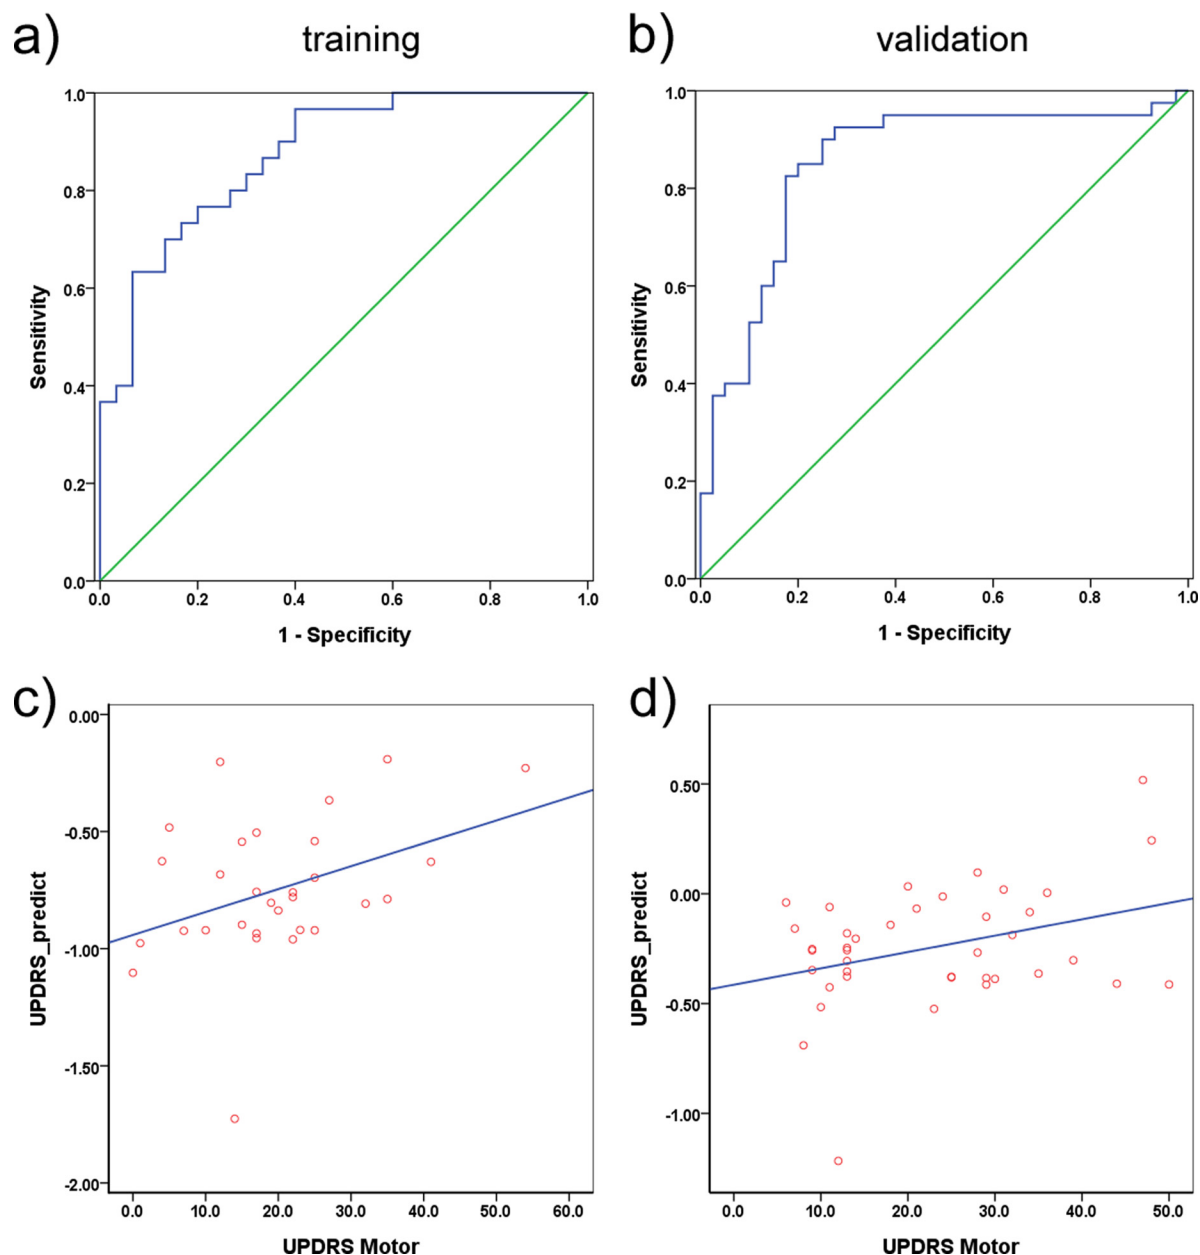 a) training
b) validation
1.0
0.8
0.6
0.4
0.2
0.0
Sensitivity
0.0 0.2 0.4 0.6 0.8 1.0
1 - Specificity
1.0
0.8
0.6
0.4
0.2
0.0
Sensitivity
0.0 0.2 0.4 0.6 0.8 1.0
1 - Specificity
c)
0.00
-0.50
-1.00
-1.50
-2.00
UPDRS_predict
0.0 10.0 20.0 30.0 40.0 50.0 60.0
UPDRS Motor
d)
0.50
0.00
-0.50
-1.00
UPDRS_predict
0.0 10.0 20.0 30.0 40.0 50.0
UPDRS Motor